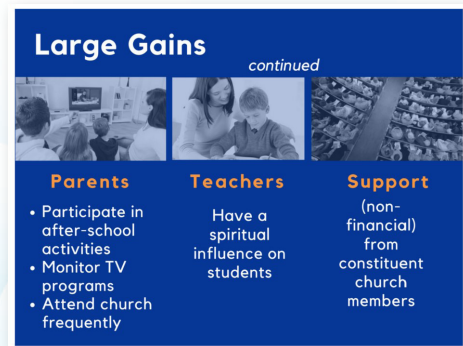 Large Gains
continued
Parents
• Participate in
after-school
activities
• Monitor TV
programs
• Attend church
frequently
Teachers
Have a
spiritual
influence on
students
Support
(non-
financial)
from
constituent
church
members